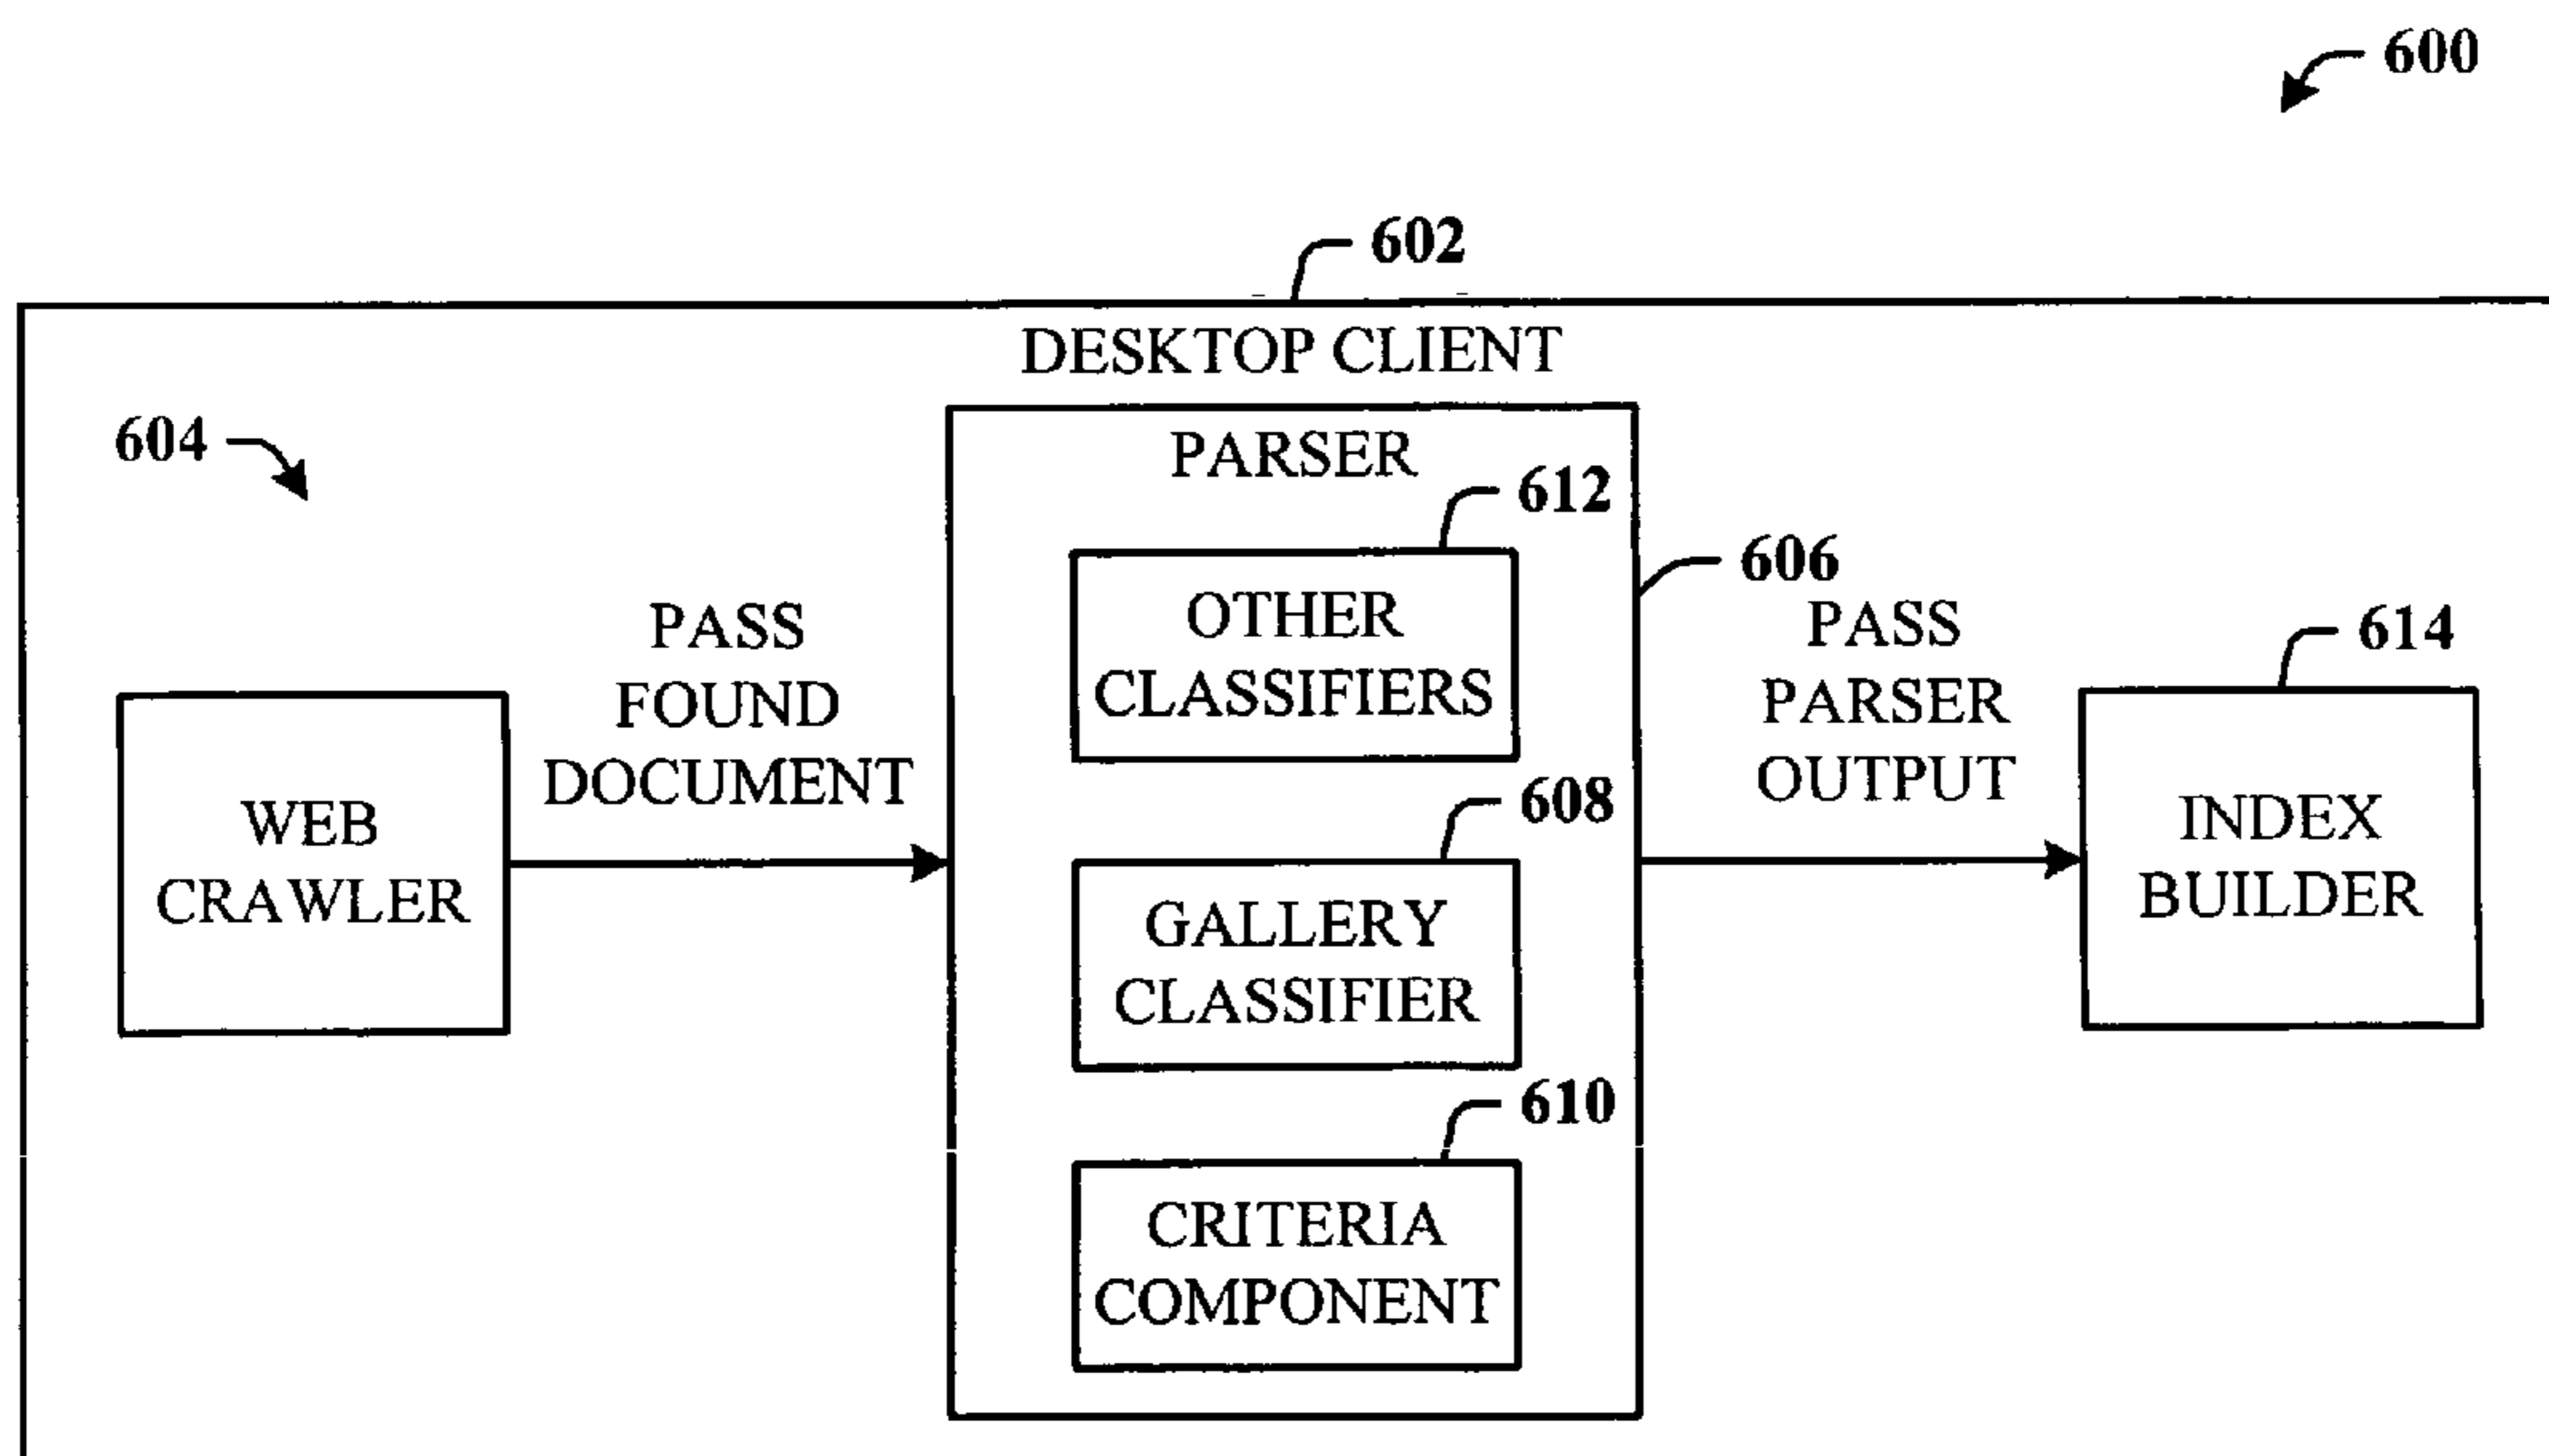 600
602
DESKTOP CLIENT
604
PARSER
612
OTHER
CLASSIFIERS
606
PASS
FOUND
DOCUMENT
PASS
PARSER
OUTPUT
614
WEB
CRAWLER
608
GALLERY
CLASSIFIER
INDEX
BUILDER
610
CRITERIA
COMPONENT